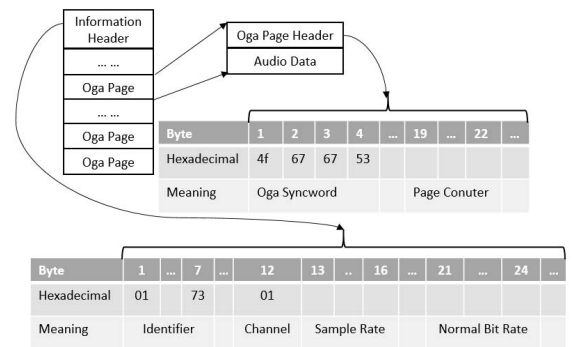 Information
Header
... ...
Oga Page
... ...
Oga Page
Oga Page
Oga Page Header
Audio Data
Byte 1 2 3 4 ... 19 ... 22 ...
Hexadecimal 4f 67 67 53
Meaning Oga Syncword Page Conuter
Byte 1 ... 7 ... 12 13 .. 16 ... 21 ... 24 ...
Hexadecimal 01 73 01
Meaning Identifier Channel Sample Rate Normal Bit Rate